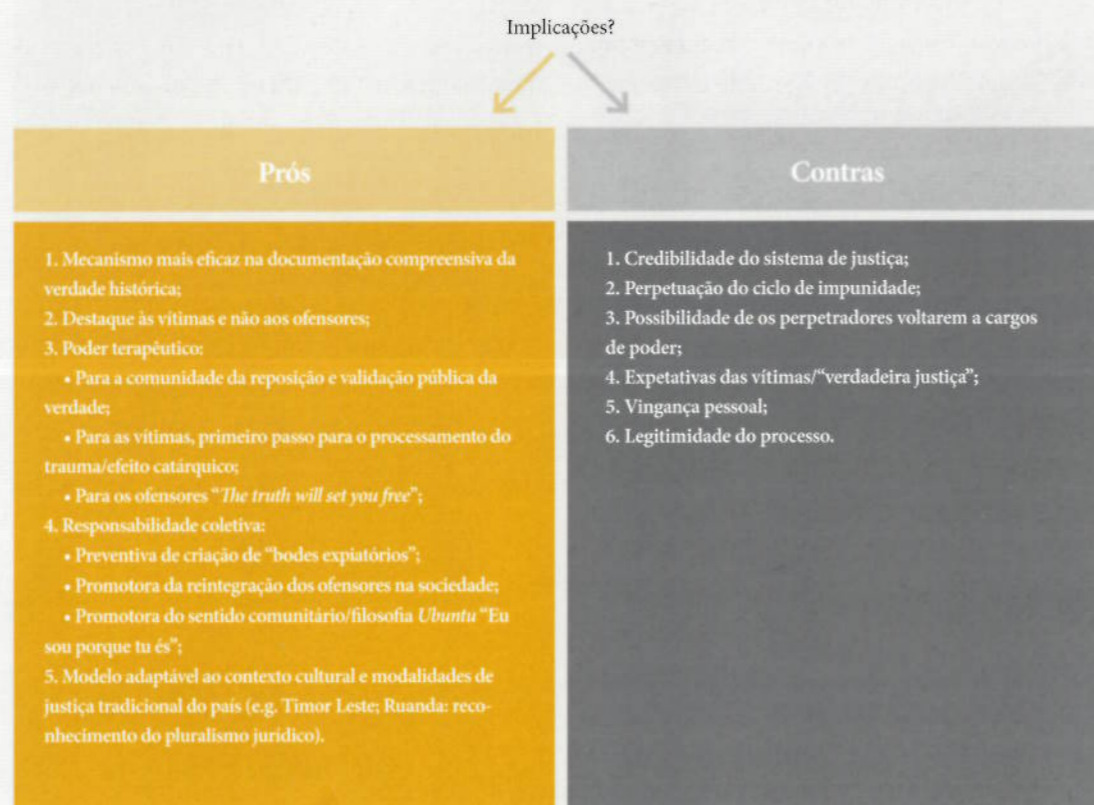 Implicações?
Prós
1. Mecanismo mais eficaz na documentação compreensiva da
verdade histórica;
2. Destaque às vítimas e não aos ofensores;
3. Poder terapêutico:
• Para a comunidade da reposição e validação pública da
verdade;
• Para as vítimas, primeiro passo para o processamento do
trauma/efeito catárquico;
• Para os ofensores “The truth will set you free”;
4. Responsabilidade coletiva:
• Preventiva de criação de “bodes expiatórios”;
• Promotora da reintegração dos ofensores na sociedade;
• Promotora do sentido comunitário/filosofia Ubuntu “Eu
sou porque tu és”;
5. Modelo adaptável ao contexto cultural e modalidades de
justiça tradicional do país (e.g. Timor Leste; Ruanda: reco-
nhecimento do pluralismo jurídico).
Contras
1. Credibilidade do sistema de justiça;
2. Perpetuação do ciclo de impunidade;
3. Possibilidade de os perpetradores voltarem a cargos
de poder;
4. Expetativas das vítimas/“verdadeira justiça”;
5. Vingança pessoal;
6. Legitimidade do processo.